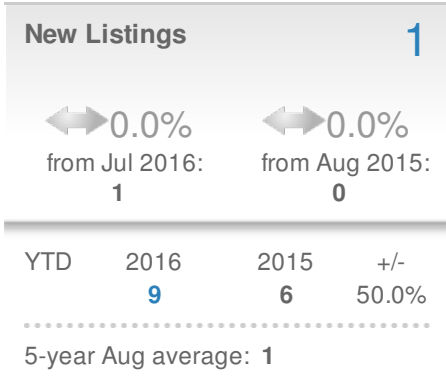 New Listings 1
0.0% 0.0%
from Jul 2016: from Aug 2015:
1 0
YTD 2016 2015 +/-
9 6 50.0%
5-year Aug average: 1